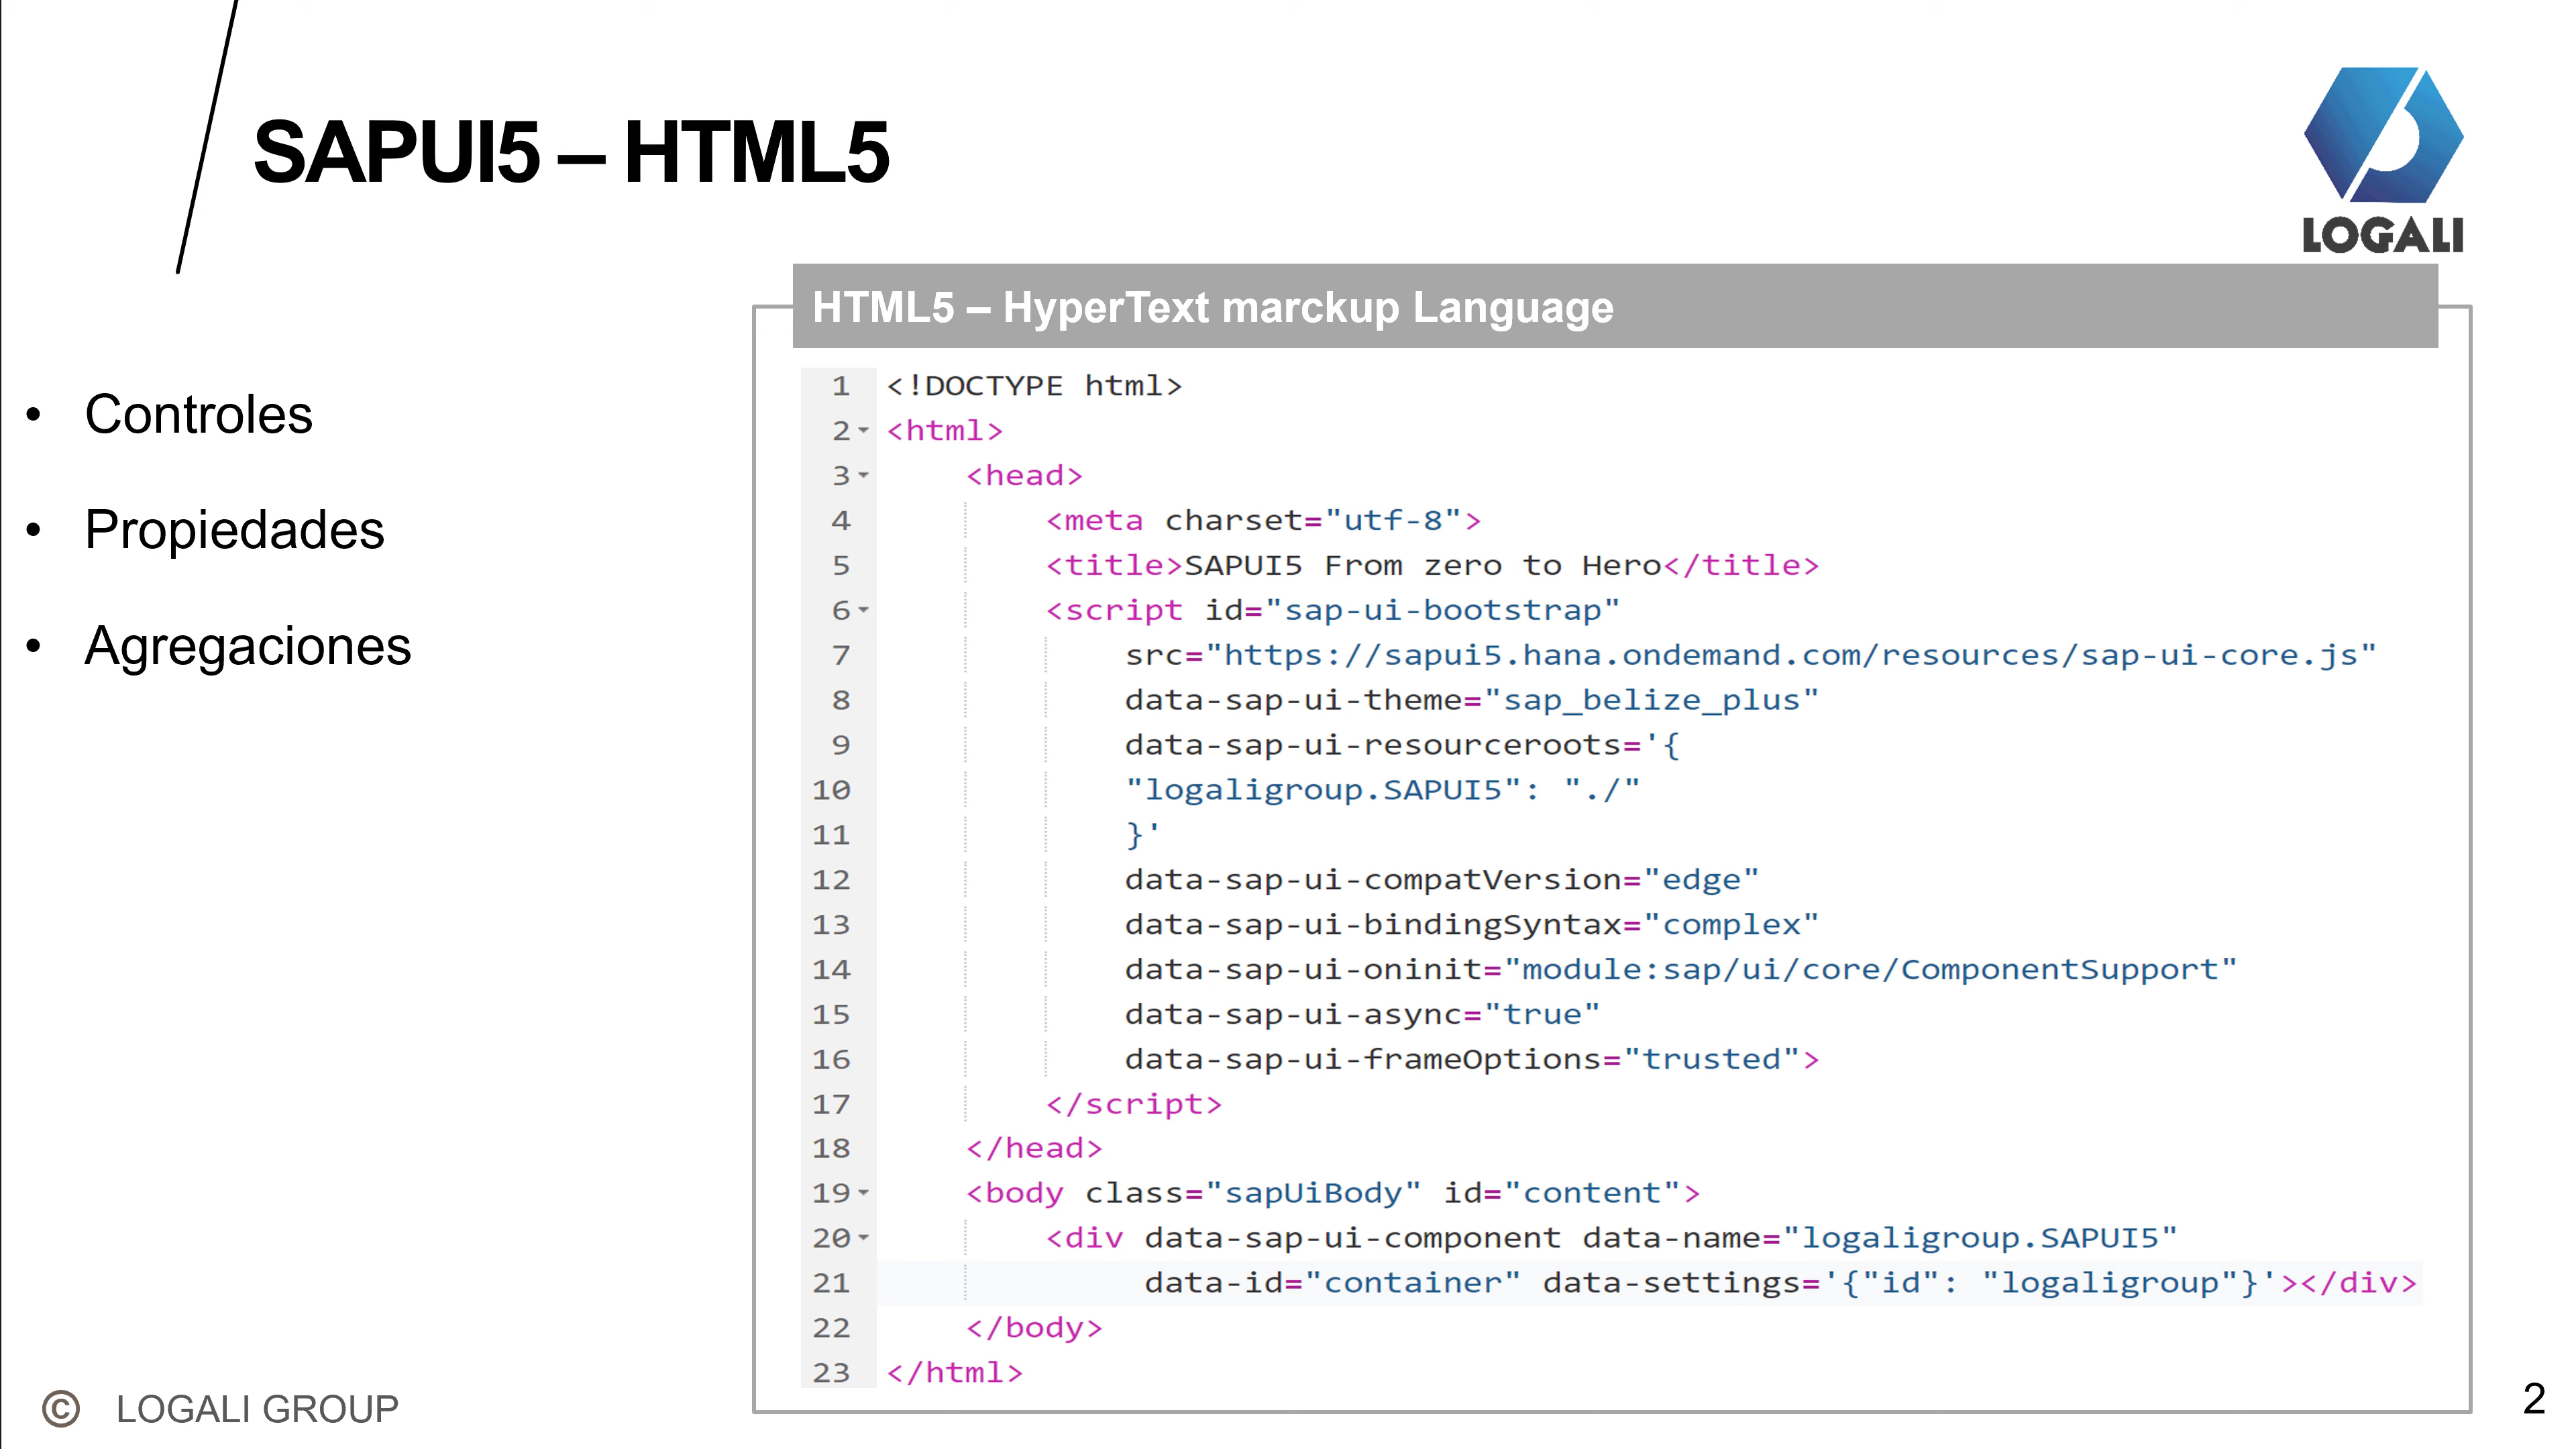 SAPUI5 – HTML5
LOGALI
HTML5 – HyperText marckup Language
• Controles
• Propiedades
• Agregaciones
1 <!DOCTYPE html>
2 <html>
3 <head>
4 <meta charset="utf-8">
5 <title>SAPUI5 From zero to Hero</title>
6 <script id="sap-ui-bootstrap"
7 src="https://sapui5.hana.ondemand.com/resources/sap-ui-core.js"
8 data-sap-ui-theme="sap_belize_plus"
9 data-sap-ui-resourceroots='{
10 "logaligroup.SAPUI5": "./"
11 }'
12 data-sap-ui-compatVersion="edge"
13 data-sap-ui-bindingSyntax="complex"
14 data-sap-ui-oninit="module:sap/ui/core/ComponentSupport"
15 data-sap-ui-async="true"
16 data-sap-ui-frameOptions="trusted">
17 </script>
18 </head>
19 <body class="sapUiBody" id="content">
20 <div data-sap-ui-component data-name="logaligroup.SAPUI5"
21 data-id="container" data-settings='{"id": "logaligroup"}'></div>
22 </body>
23 </html>
© LOGALI GROUP
2